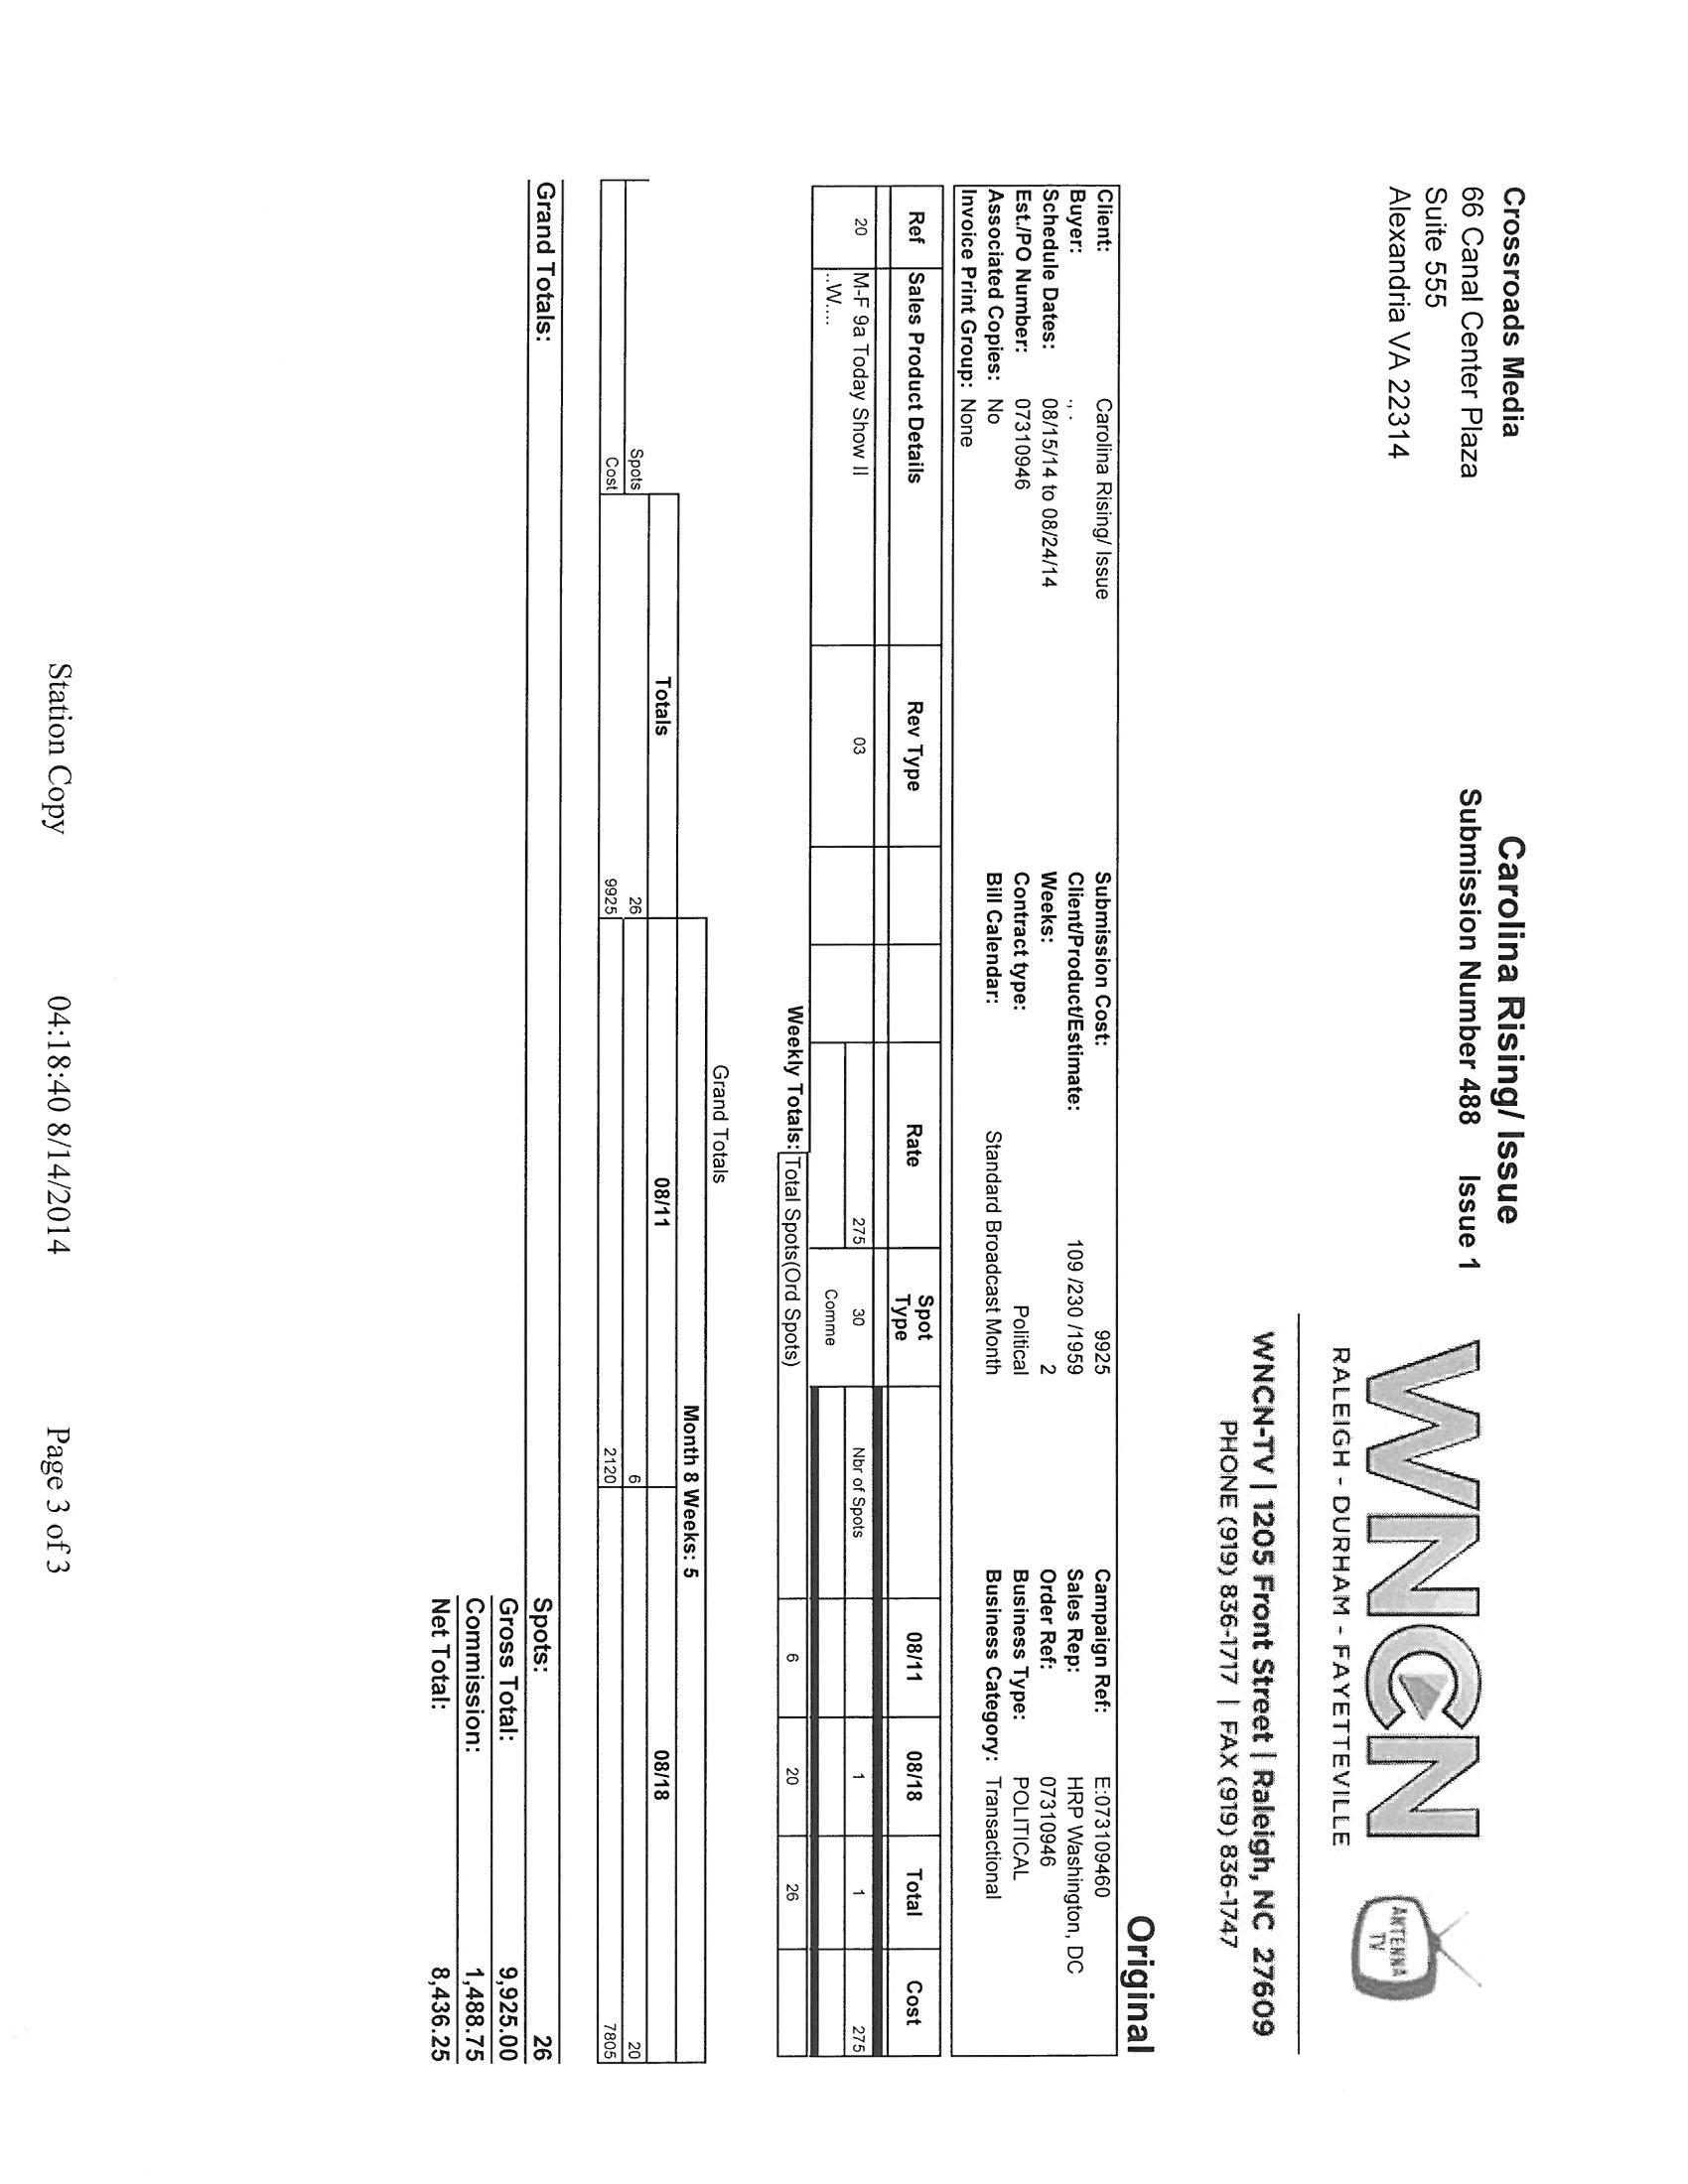 Crossroads Media
66 Canal Center Plaza
Suite 555
Alexandria VA 22314
Carolina Rising/ Issue
Submission Number 488 Issue 1
WNCN
RALEIGH - DURHAM - FAYETTEVILLE
ANTENNA
TV
WNCN-TV | 1205 Front Street | Raleigh, NC 27609
PHONE (919) 836-1717 | FAX (919) 836-1747
Original
Client: Carolina Rising/ Issue Submission Cost: 9925 Campaign Ref: E:073109460
Buyer: ., . Client/Product/Estimate: 109 /230 /1959 Sales Rep: HRP Washington, DC
Schedule Dates: 08/15/14 to 08/24/14 Weeks: 2 Order Ref: 07310946
Est./PO Number: 07310946 Contract type: Political Business Type: POLITICAL
Associated Copies: No Bill Calendar: Standard Broadcast Month Business Category: Transactional
Invoice Print Group: None
Ref Sales Product Details Rev Type Rate Spot Type 08/11 08/18 Total Cost
20 M-F 9a Today Show II 03 275 30 Nbr of Spots 1 1 275
..W.... Comme
Weekly Totals: Total Spots(Ord Spots) 6 20 26
Grand Totals
Month 8 Weeks: 5
Totals 08/11 08/18
Spots 26 6 20
Cost 9925 2120 7805
Grand Totals: Spots: 26
Gross Total: 9,925.00
Commission: 1,488.75
Net Total: 8,436.25
Station Copy 04:18:40 8/14/2014 Page 3 of 3